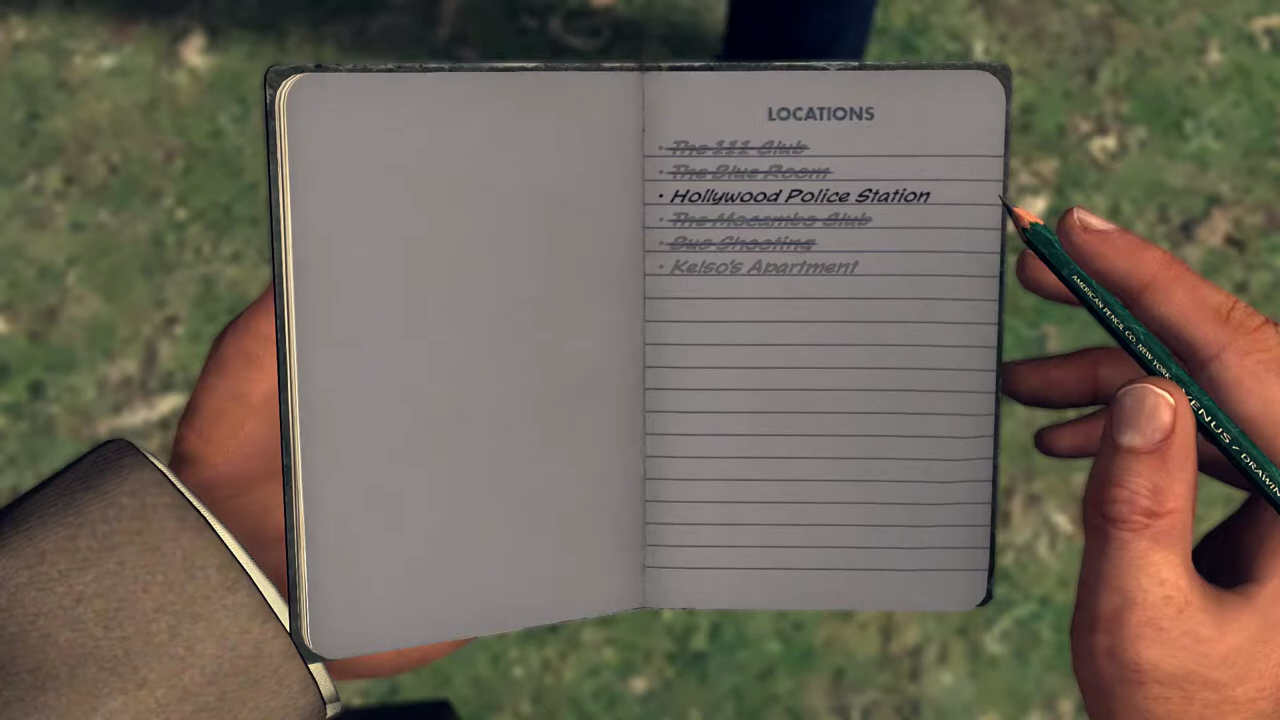 LOCATIONS
• The 111 Club
• The Blue Room
• Hollywood Police Station
• The Mocambo Club
• Bus Shooting
• Kelso's Apartment
AMERICAN PENCIL CO. NEW YORK
VENUS / DRAWIN